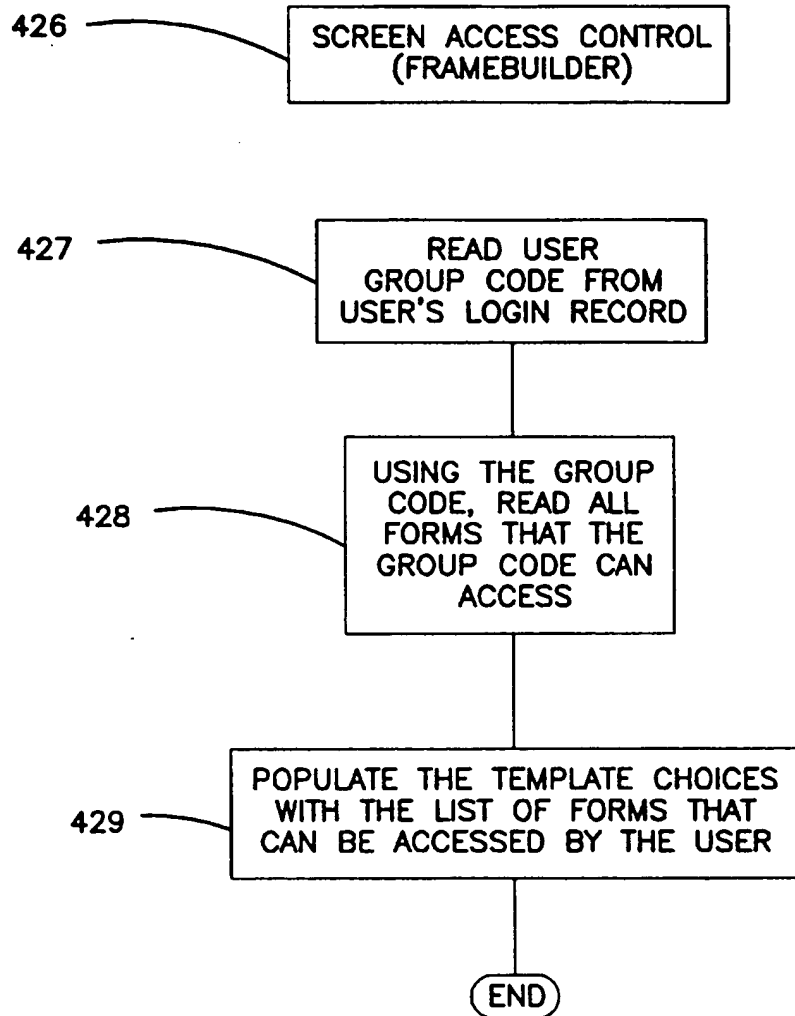 426
SCREEN ACCESS CONTROL
(FRAMEBUILDER)
427
READ USER
GROUP CODE FROM
USER'S LOGIN RECORD
428
USING THE GROUP
CODE, READ ALL
FORMS THAT THE
GROUP CODE CAN
ACCESS
429
POPULATE THE TEMPLATE CHOICES
WITH THE LIST OF FORMS THAT
CAN BE ACCESSED BY THE USER
END